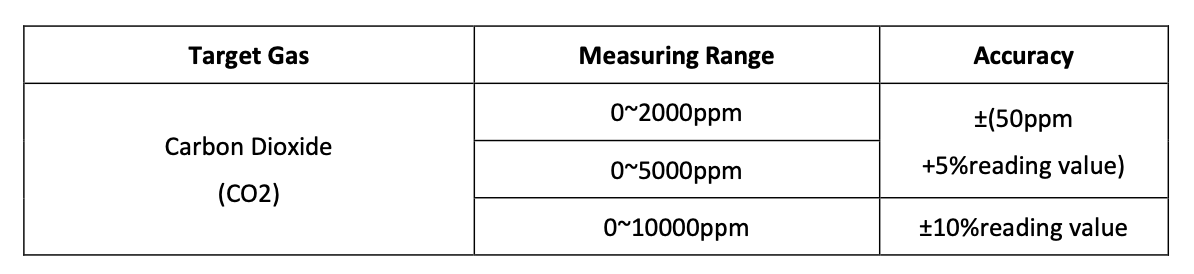 Target Gas
Measuring Range
Accuracy
Carbon Dioxide
(CO2)
0~2000ppm
0~5000ppm
±(50ppm
+5%reading value)
0~10000ppm
±10%reading value